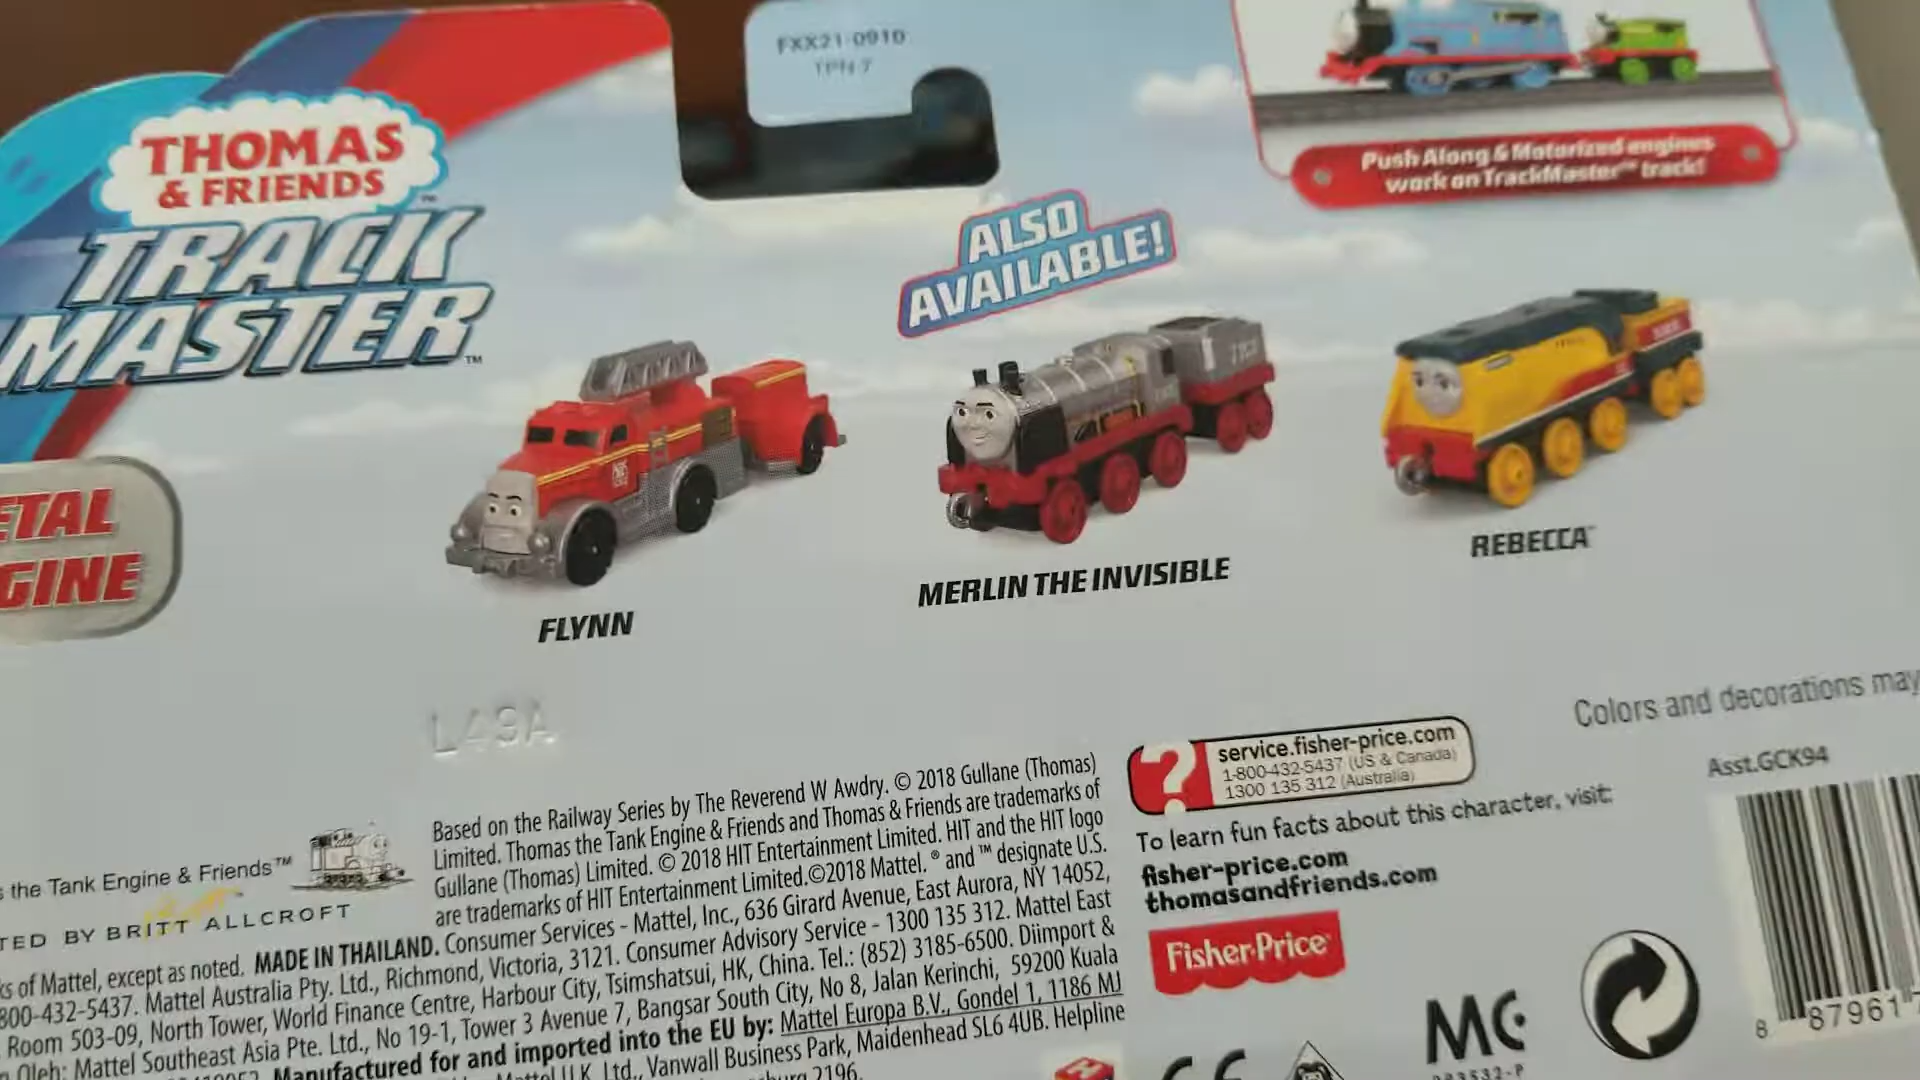 FXX21-0910
THOMAS
& FRIENDS™
TRACK
MASTER™
Push Along & Motorized engines
work on TrackMaster™ track!
ALSO
AVAILABLE!
ETAL
GINE
FLYNN
MERLIN THE INVISIBLE
REBECCA™
L49A
Colors and decorations may
service.fisher-price.com
1-800-432-5437 (US & Canada)
1300 135 312 (Australia)
Asst.GCK94
To learn fun facts about this character, visit:
fisher-price.com
thomasandfriends.com
Fisher-Price®
s the Tank Engine & Friends™
TED BY BRITT ALLCROFT
Based on the Railway Series by The Reverend W Awdry. © 2018 Gullane (Thomas)
Limited. Thomas the Tank Engine & Friends and Thomas & Friends are trademarks of
Gullane (Thomas) Limited. © 2018 HIT Entertainment Limited. HIT and the HIT logo
are trademarks of HIT Entertainment Limited.©2018 Mattel. ® and ™ designate U.S.
ks of Mattel, except as noted. MADE IN THAILAND. Consumer Services - Mattel, Inc., 636 Girard Avenue, East Aurora, NY 14052,
800-432-5437. Mattel Australia Pty. Ltd., Richmond, Victoria, 3121. Consumer Advisory Service - 1300 135 312. Mattel East
Room 503-09, North Tower, World Finance Centre, Harbour City, Tsimshatsui, HK, China. Tel.: (852) 3185-6500. Diimport &
n Oleh: Mattel Southeast Asia Pte. Ltd., No 19-1, Tower 3 Avenue 7, Bangsar South City, No 8, Jalan Kerinchi, 59200 Kuala
Manufactured for and imported into the EU by: Mattel Europa B.V., Gondel 1, 1186 MJ
Mattel U.K. Ltd., Vanwall Business Park, Maidenhead SL6 4UB. Helpline
2196.
CE
MC
8 87961